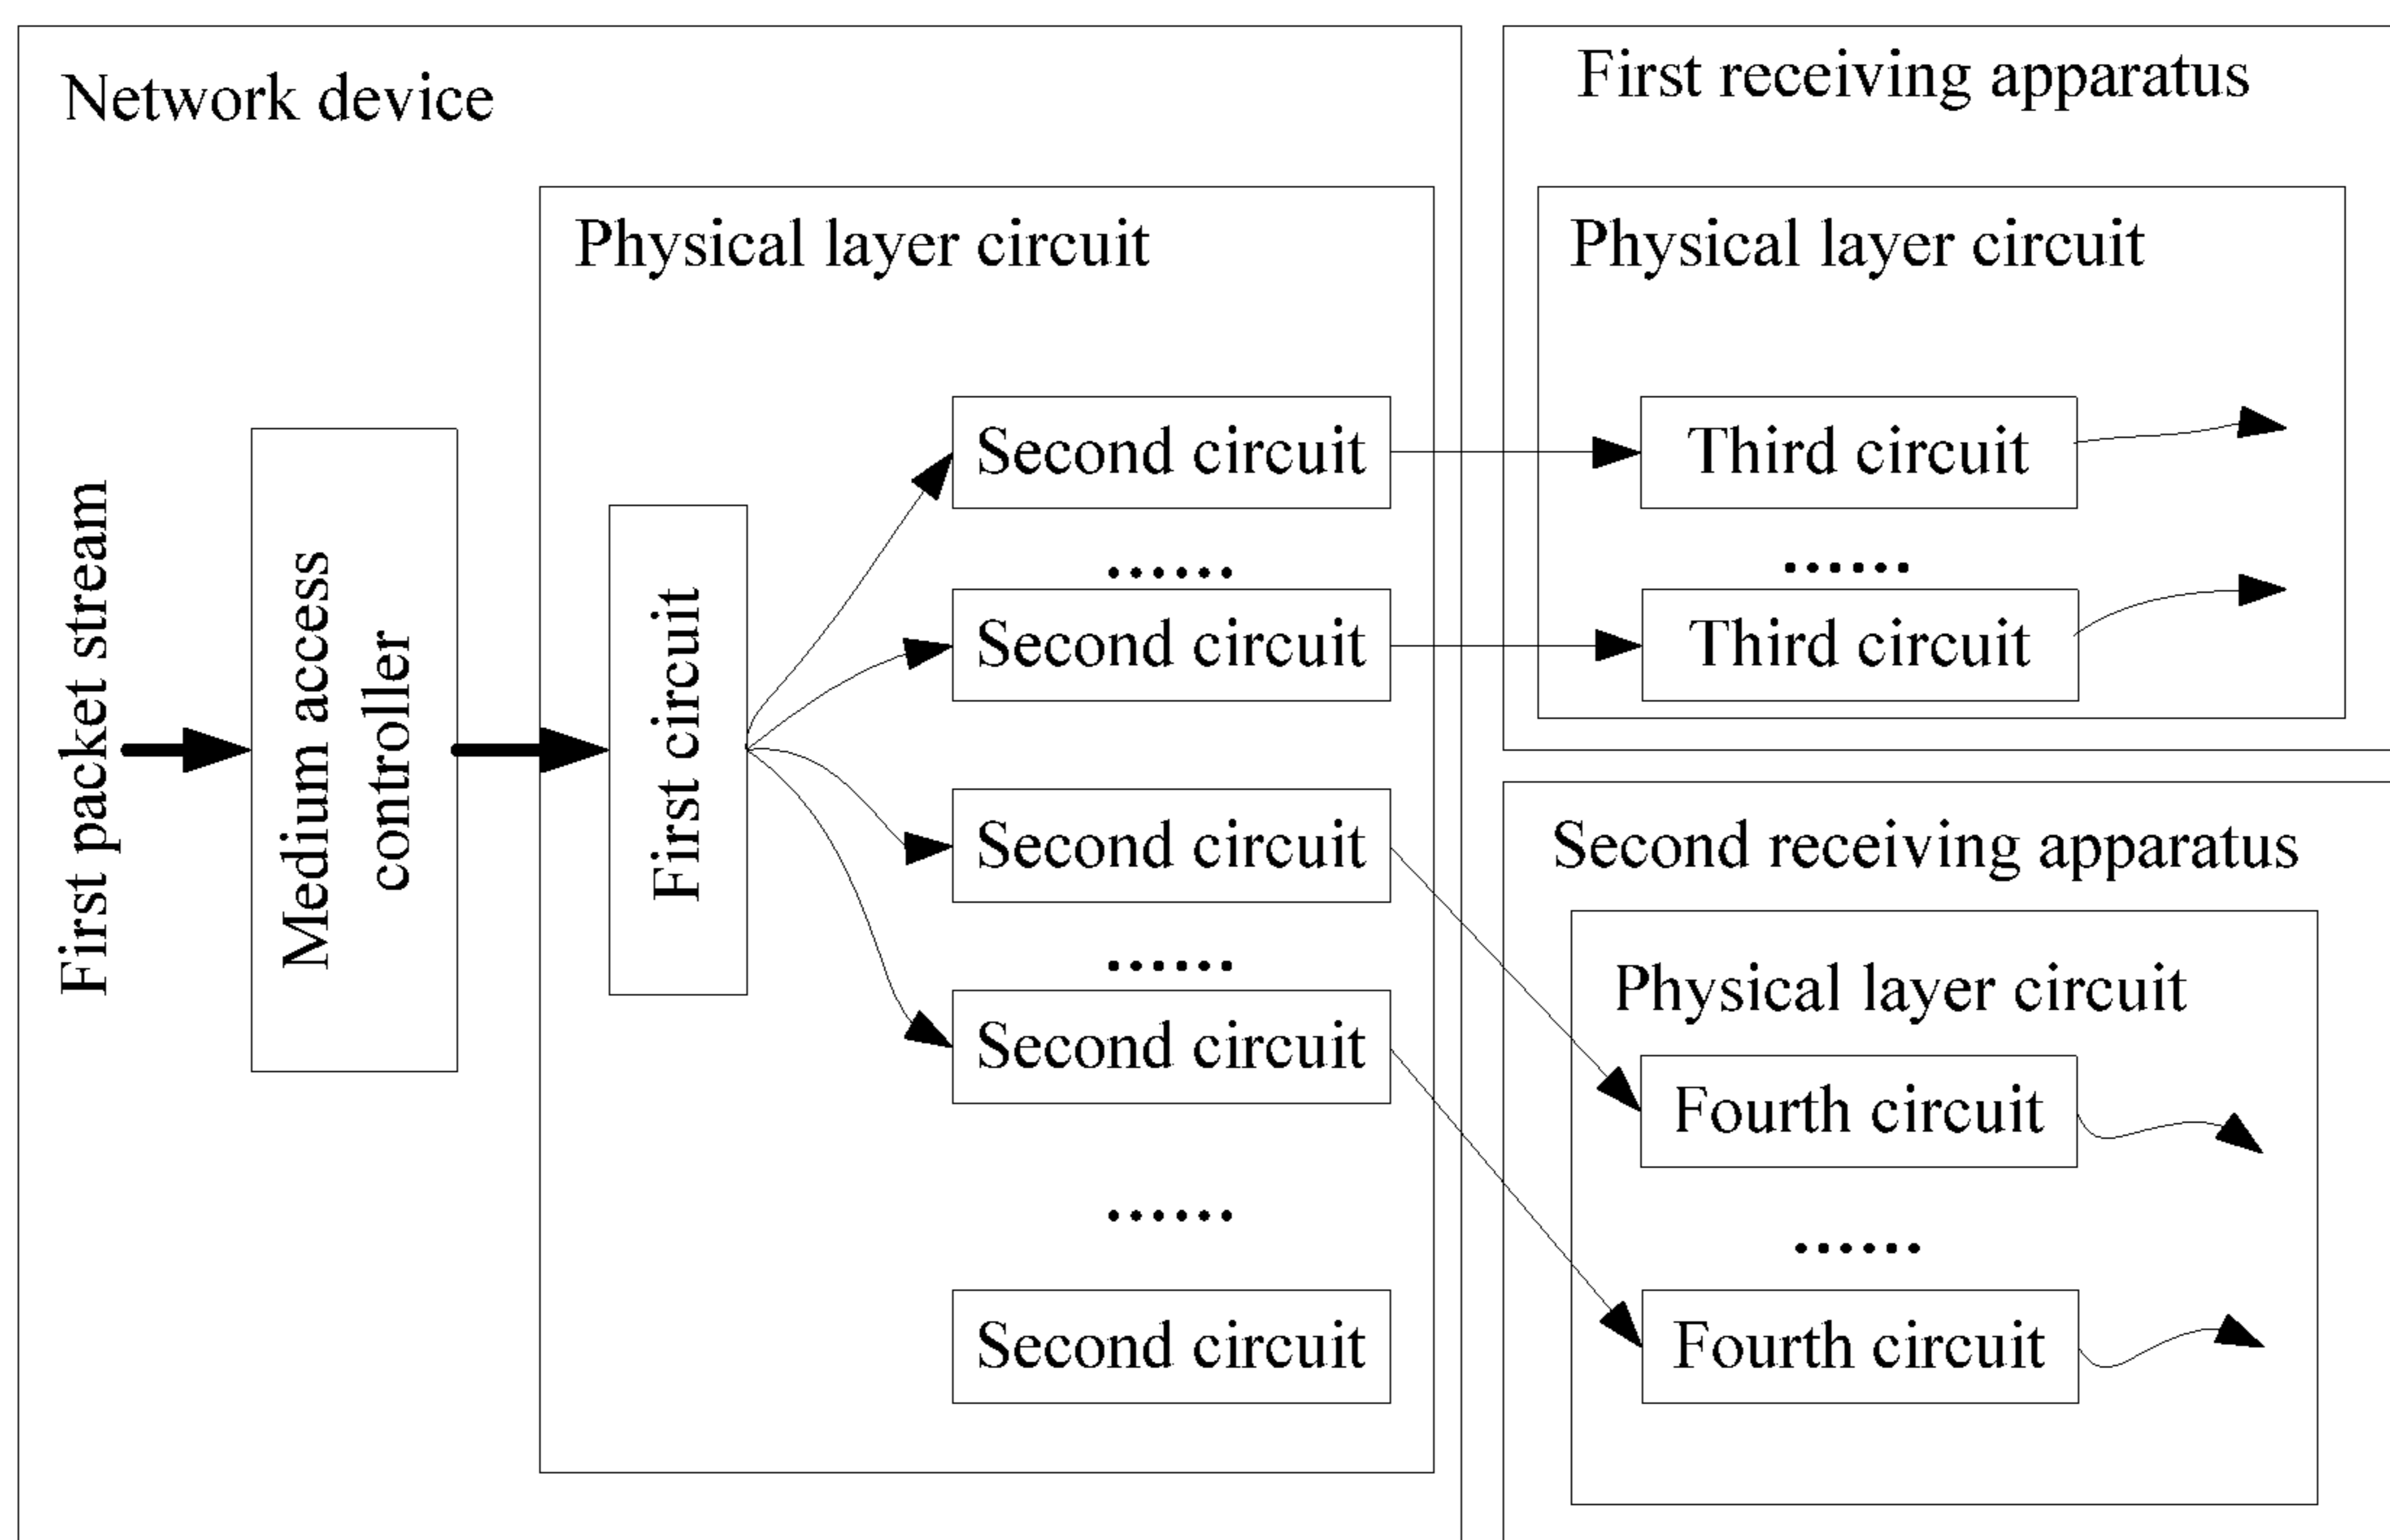 Network device
First packet stream
Medium access
controller
Physical layer circuit
First circuit
Second circuit
......
Second circuit
Second circuit
......
Second circuit
......
Second circuit
First receiving apparatus
Physical layer circuit
Third circuit
......
Third circuit
Second receiving apparatus
Physical layer circuit
Fourth circuit
......
Fourth circuit